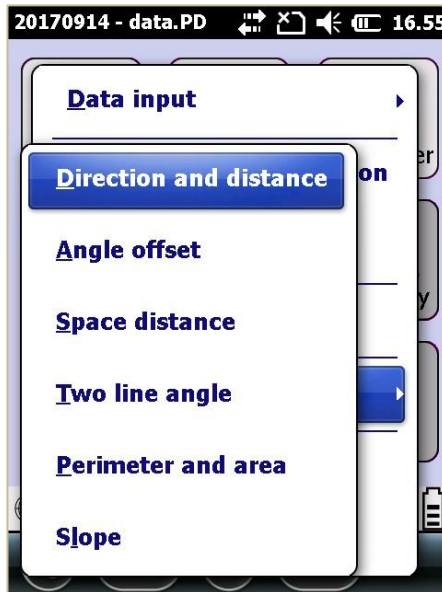 20170914 - data.PD 16.55
Data input
er
Direction and distance
on
Angle offset
Space distance
y
Two line angle
Perimeter and area
Slope